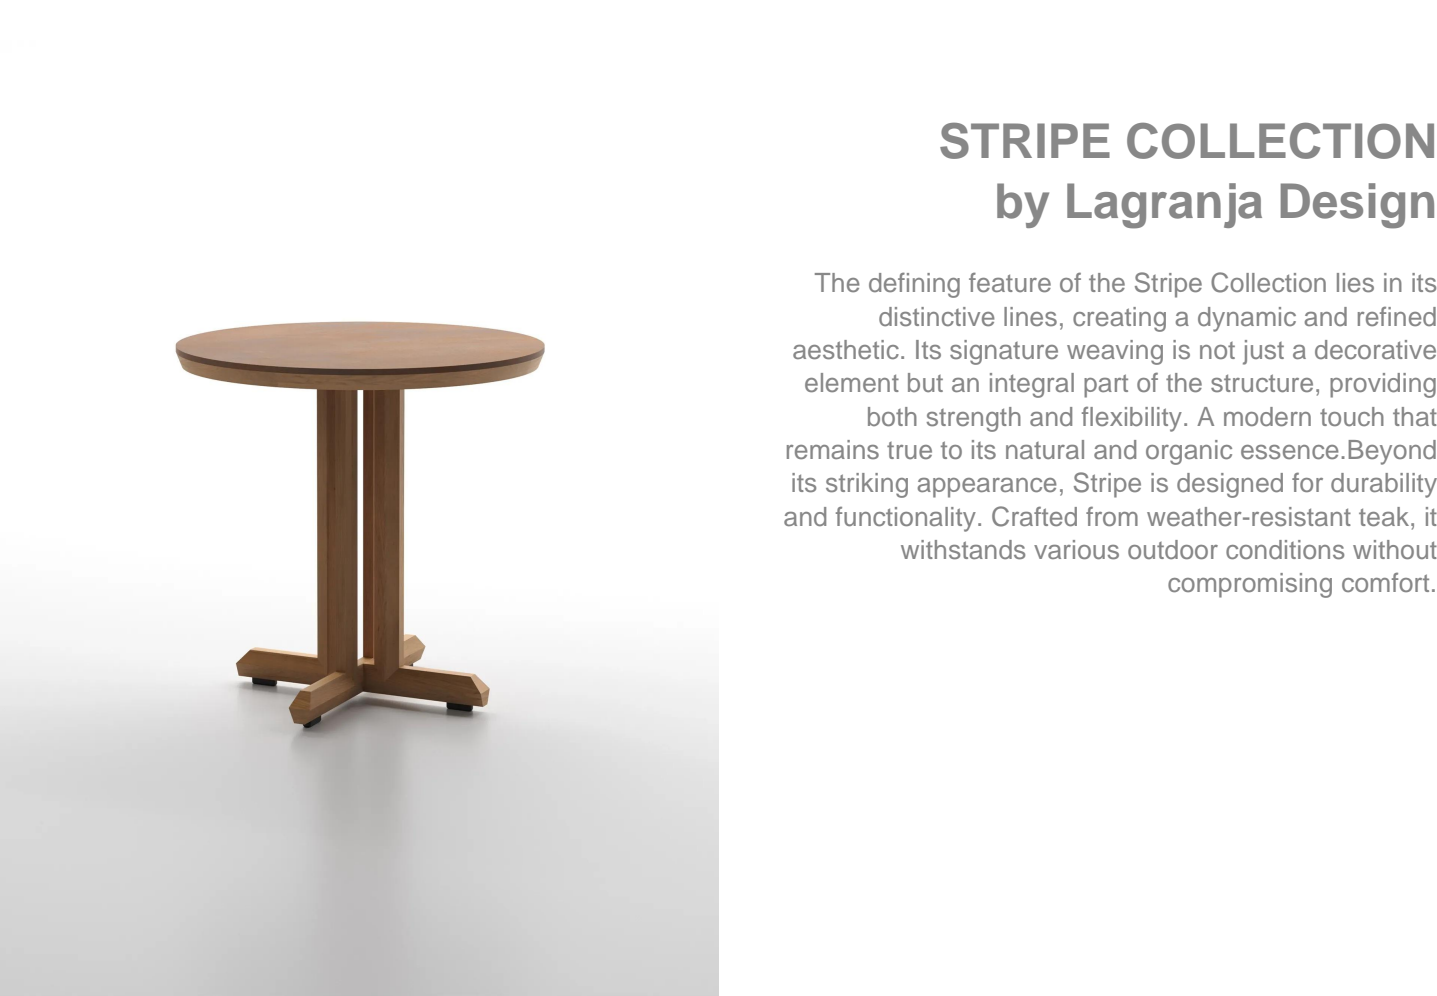 STRIPE COLLECTION
by Lagranja Design
The defining feature of the Stripe Collection lies in its
distinctive lines, creating a dynamic and refined
aesthetic. Its signature weaving is not just a decorative
element but an integral part of the structure, providing
both strength and flexibility. A modern touch that
remains true to its natural and organic essence.Beyond
its striking appearance, Stripe is designed for durability
and functionality. Crafted from weather-resistant teak, it
withstands various outdoor conditions without
compromising comfort.